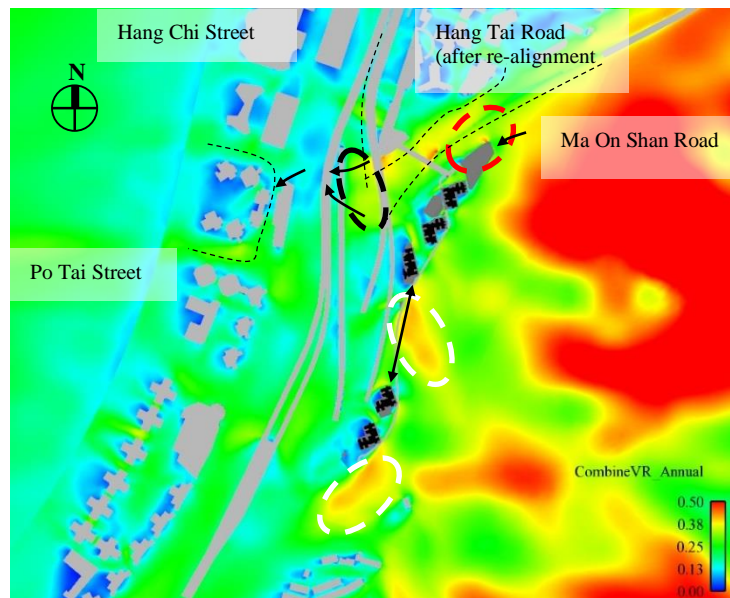 Hang Chi Street
Hang Tai Road
(after re-alignment
N
Ma On Shan Road
Po Tai Street
CombineVR_Annual
0.50
0.38
0.25
0.13
0.00